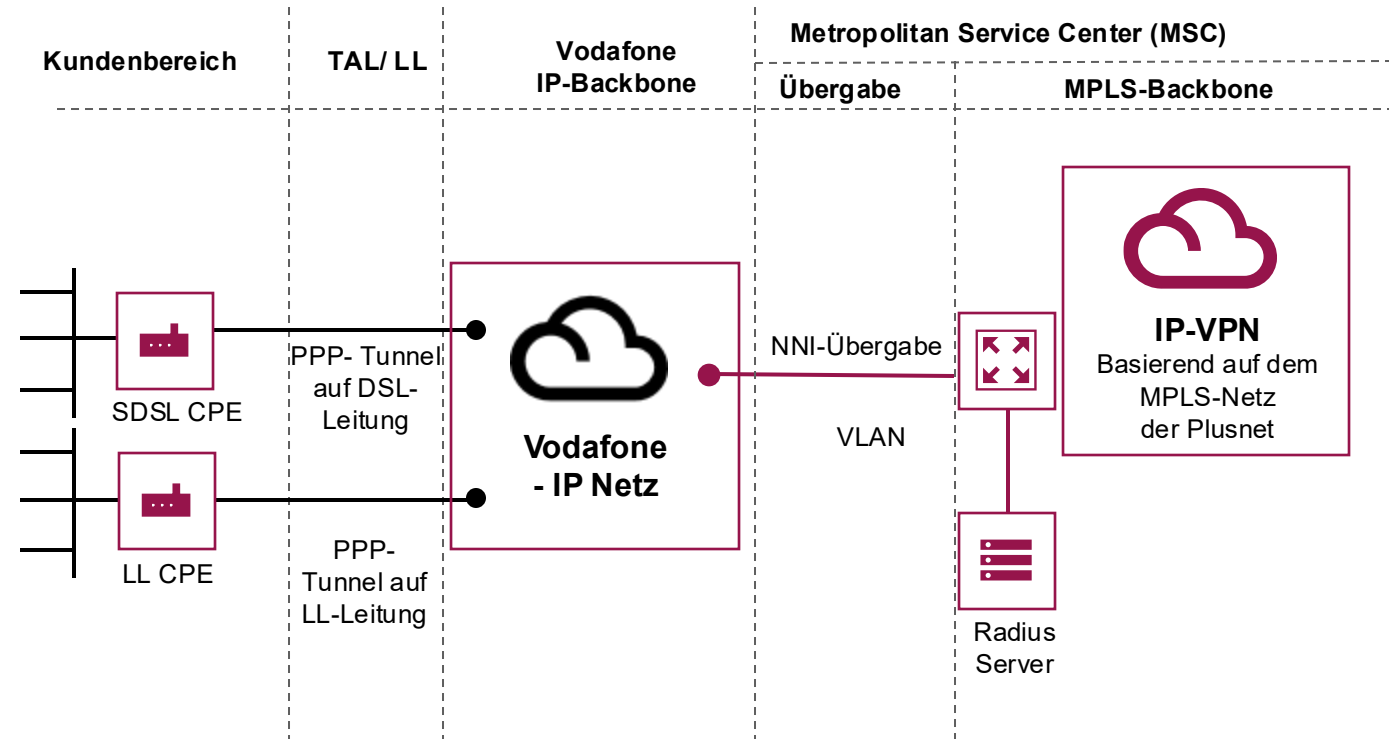 Metropolitan Service Center (MSC)
Kundenbereich
TAL/ LL
Vodafone
IP-Backbone
Übergabe
MPLS-Backbone
SDSL CPE
PPP- Tunnel
auf DSL-
Leitung
LL CPE
PPP-
Tunnel auf
LL-Leitung
Vodafone
- IP Netz
NNI-Übergabe
VLAN
IP-VPN
Basierend auf dem
MPLS-Netz
der Plusnet
Radius
Server